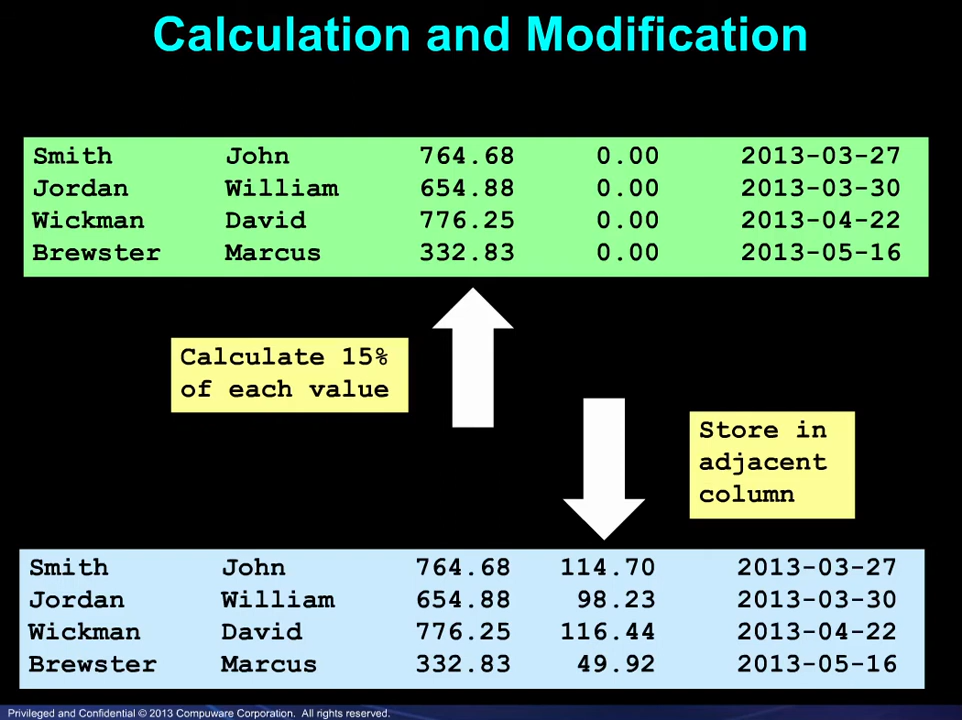 Calculation and Modification
Smith John 764.68 0.00 2013-03-27
Jordan William 654.88 0.00 2013-03-30
Wickman David 776.25 0.00 2013-04-22
Brewster Marcus 332.83 0.00 2013-05-16
Calculate 15%
of each value
Store in
adjacent
column
Smith John 764.68 114.70 2013-03-27
Jordan William 654.88 98.23 2013-03-30
Wickman David 776.25 116.44 2013-04-22
Brewster Marcus 332.83 49.92 2013-05-16
Privileged and Confidential © 2013 Compuware Corporation. All rights reserved.